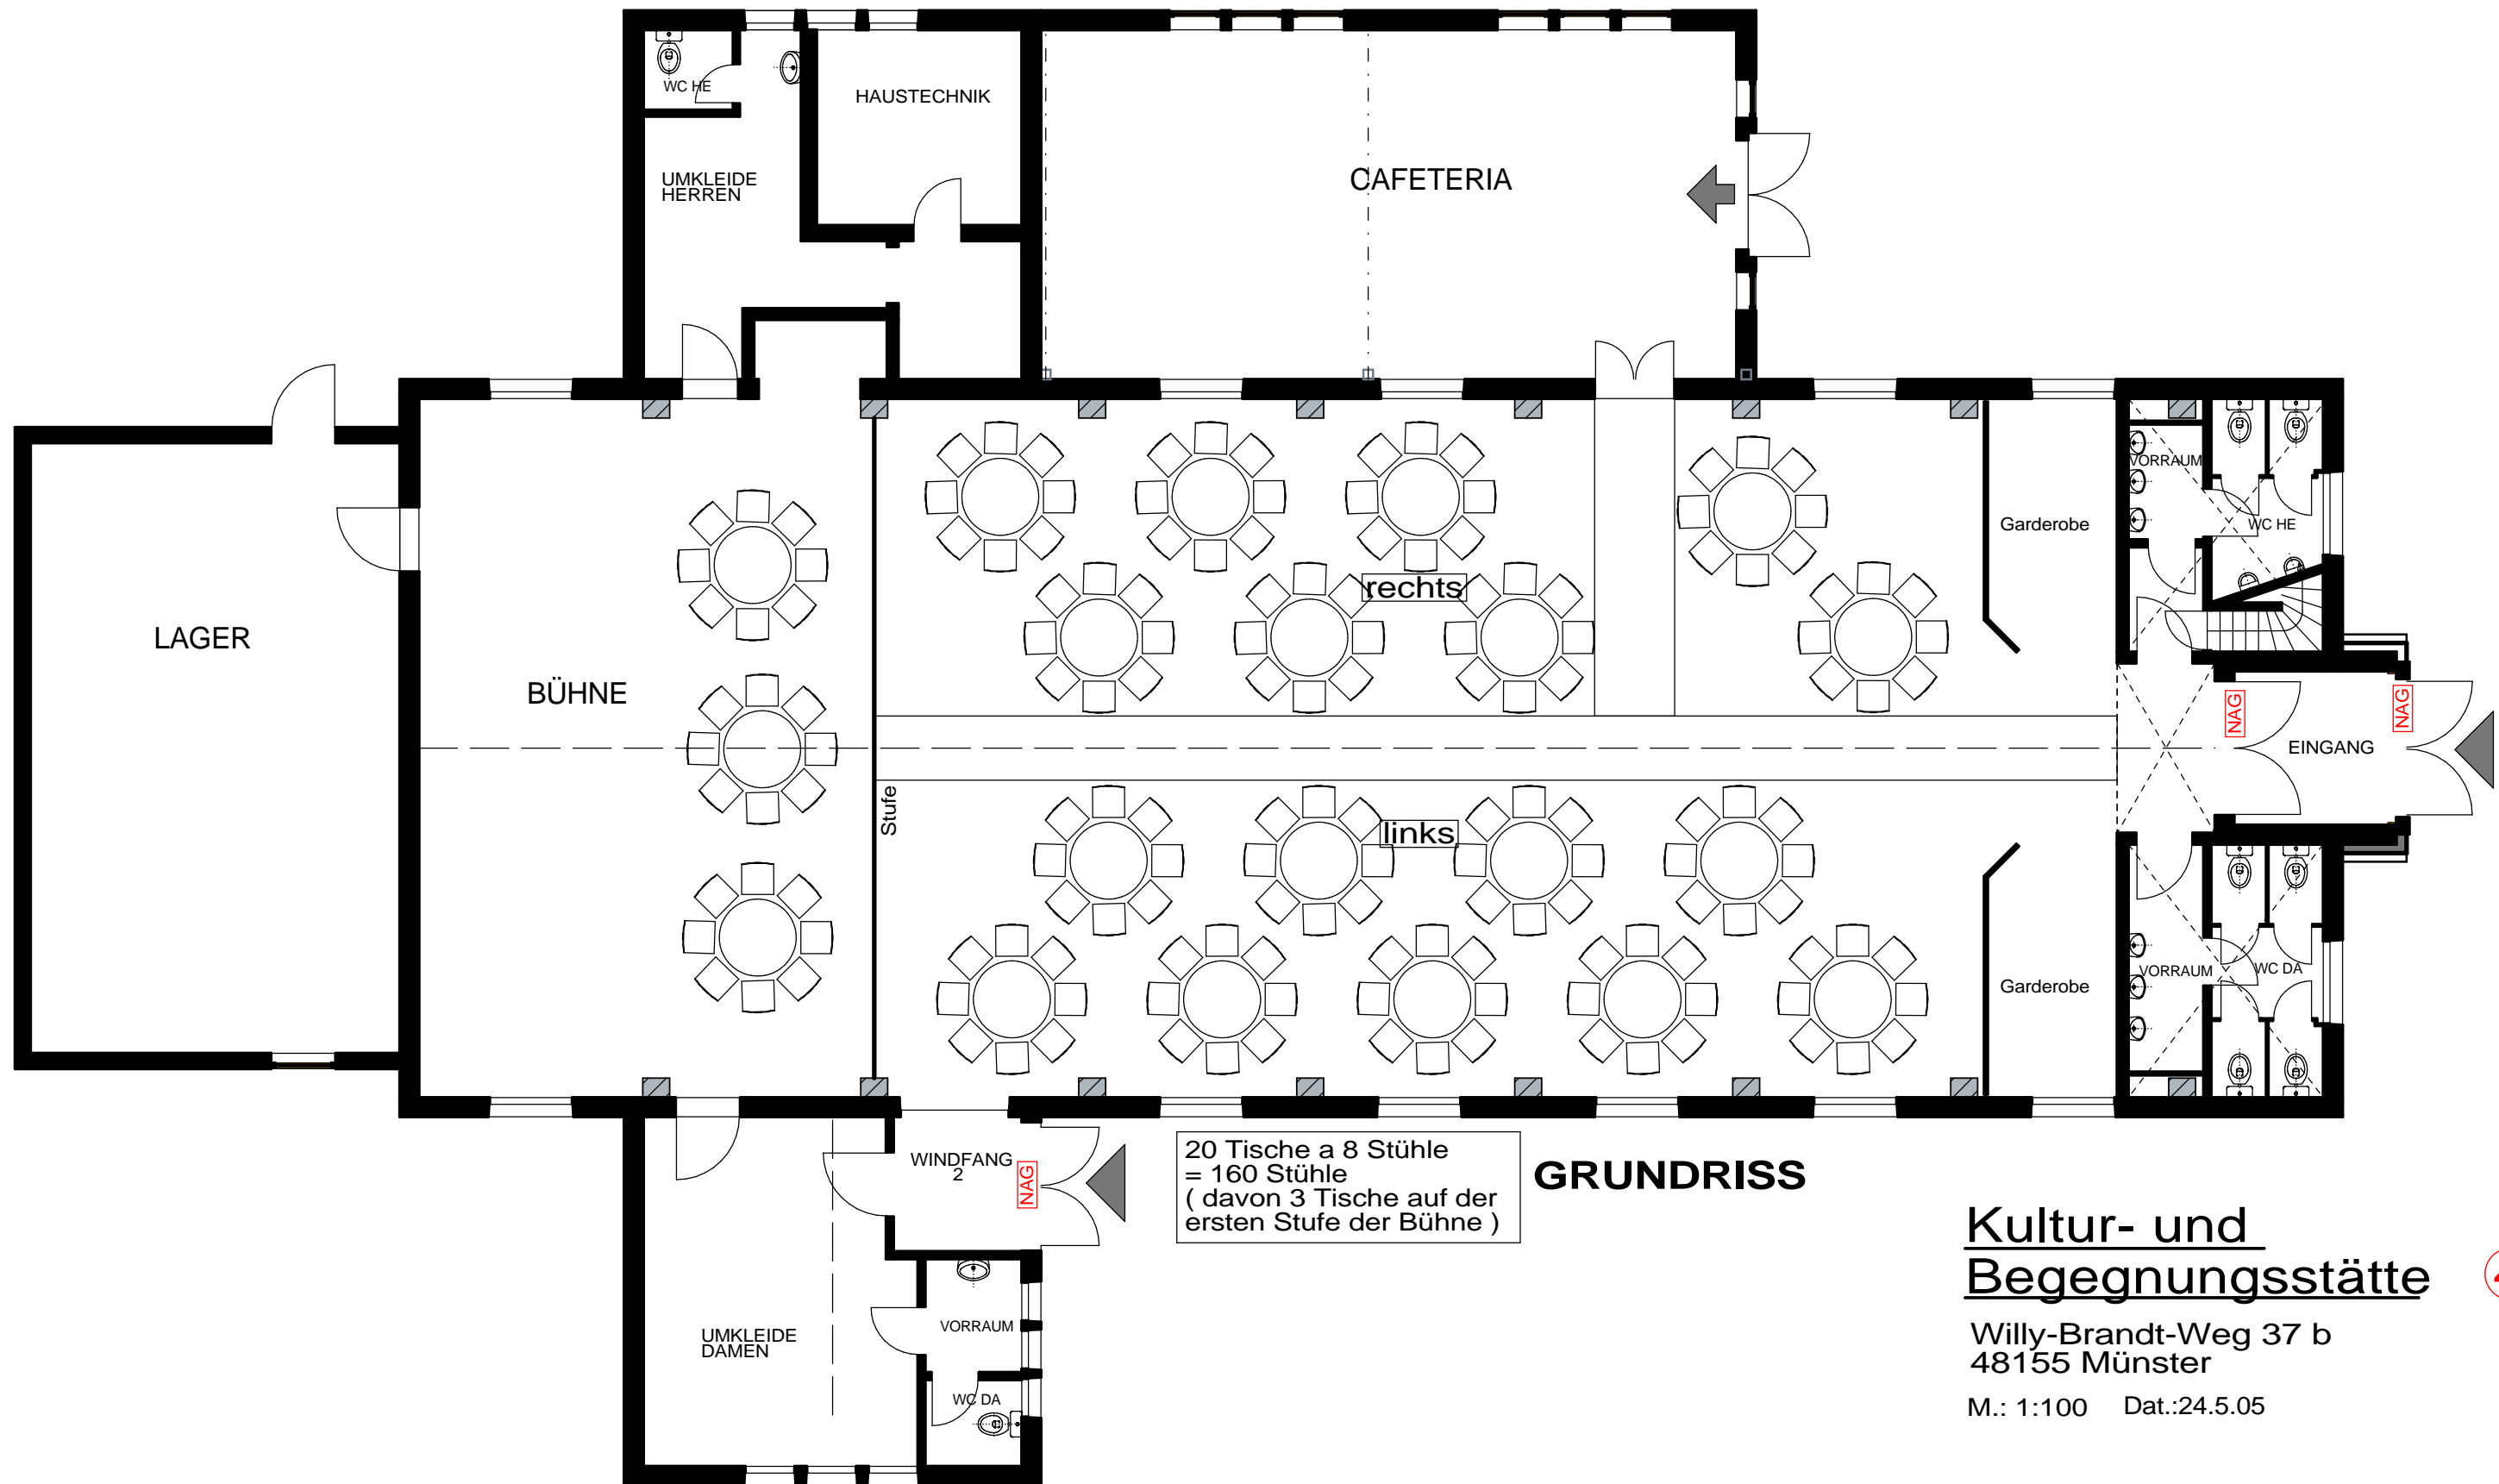 WC HE
HAUSTECHNIK
UMKLEIDE
HERREN
CAFETERIA
LAGER
BÜHNE
Stufe
rechts
links
Garderobe
VORRAUM
WC HE
NAG
NAG
EINGANG
Garderobe
VORRAUM
WC DA
WINDFANG
2
NAG
UMKLEIDE
DAMEN
VORRAUM
WC DA
20 Tische a 8 Stühle
= 160 Stühle
( davon 3 Tische auf der
ersten Stufe der Bühne )
GRUNDRISS
Kultur- und
Begegnungsstätte
Willy-Brandt-Weg 37 b
48155 Münster
M.: 1:100 Dat.:24.5.05